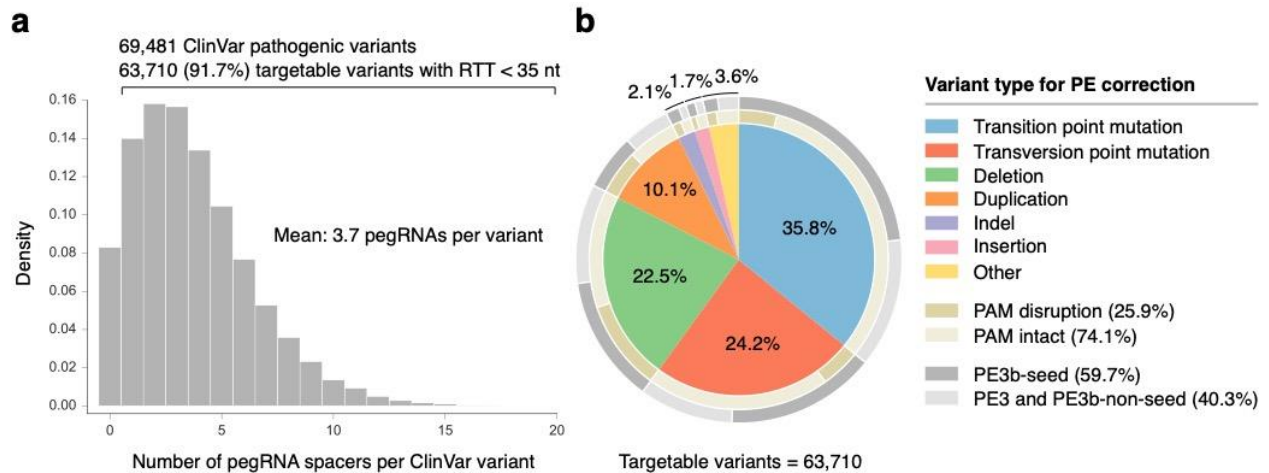 a
69,481 ClinVar pathogenic variants
63,710 (91.7%) targetable variants with RTT < 35 nt
Density
0.16
0.14
0.12
0.10
0.08
0.06
0.04
0.02
0.00
Mean: 3.7 pegRNAs per variant
0 5 10 15 20
Number of pegRNA spacers per ClinVar variant
b
2.1% 1.7% 3.6%
10.1%
35.8%
22.5%
24.2%
Targetable variants = 63,710
Variant type for PE correction
Transition point mutation
Transversion point mutation
Deletion
Duplication
Indel
Insertion
Other
PAM disruption (25.9%)
PAM intact (74.1%)
PE3b-seed (59.7%)
PE3 and PE3b-non-seed (40.3%)